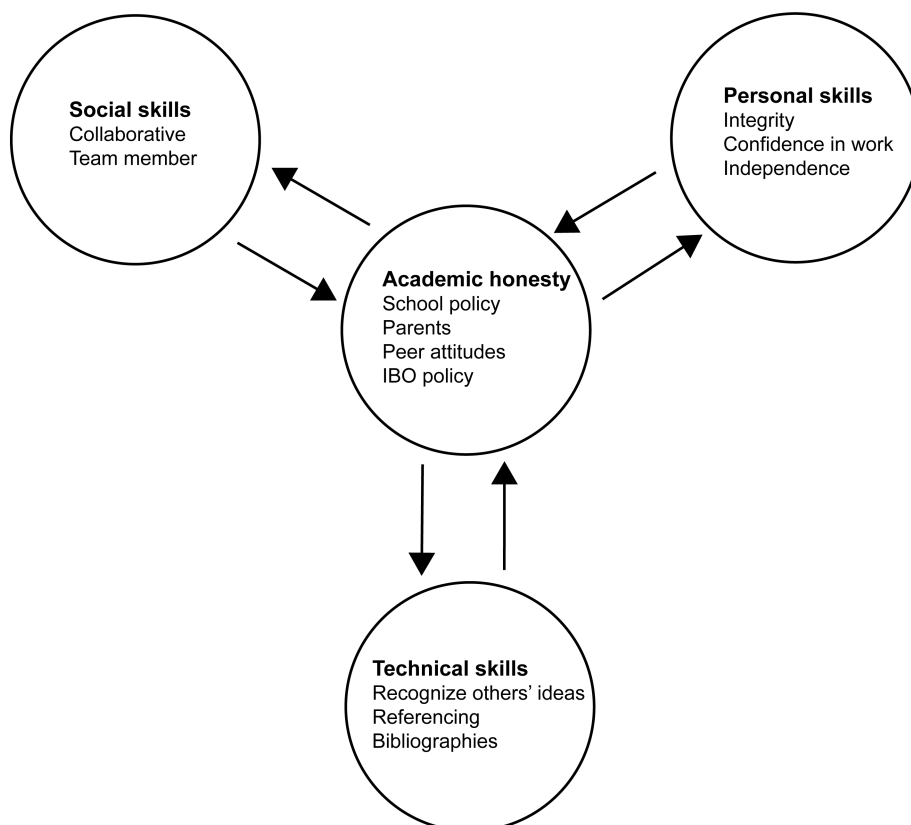 Social skills
Collaborative
Team member
Personal skills
Integrity
Confidence in work
Independence
Academic honesty
School policy
Parents
Peer attitudes
IBO policy
Technical skills
Recognize others’ ideas
Referencing
Bibliographies